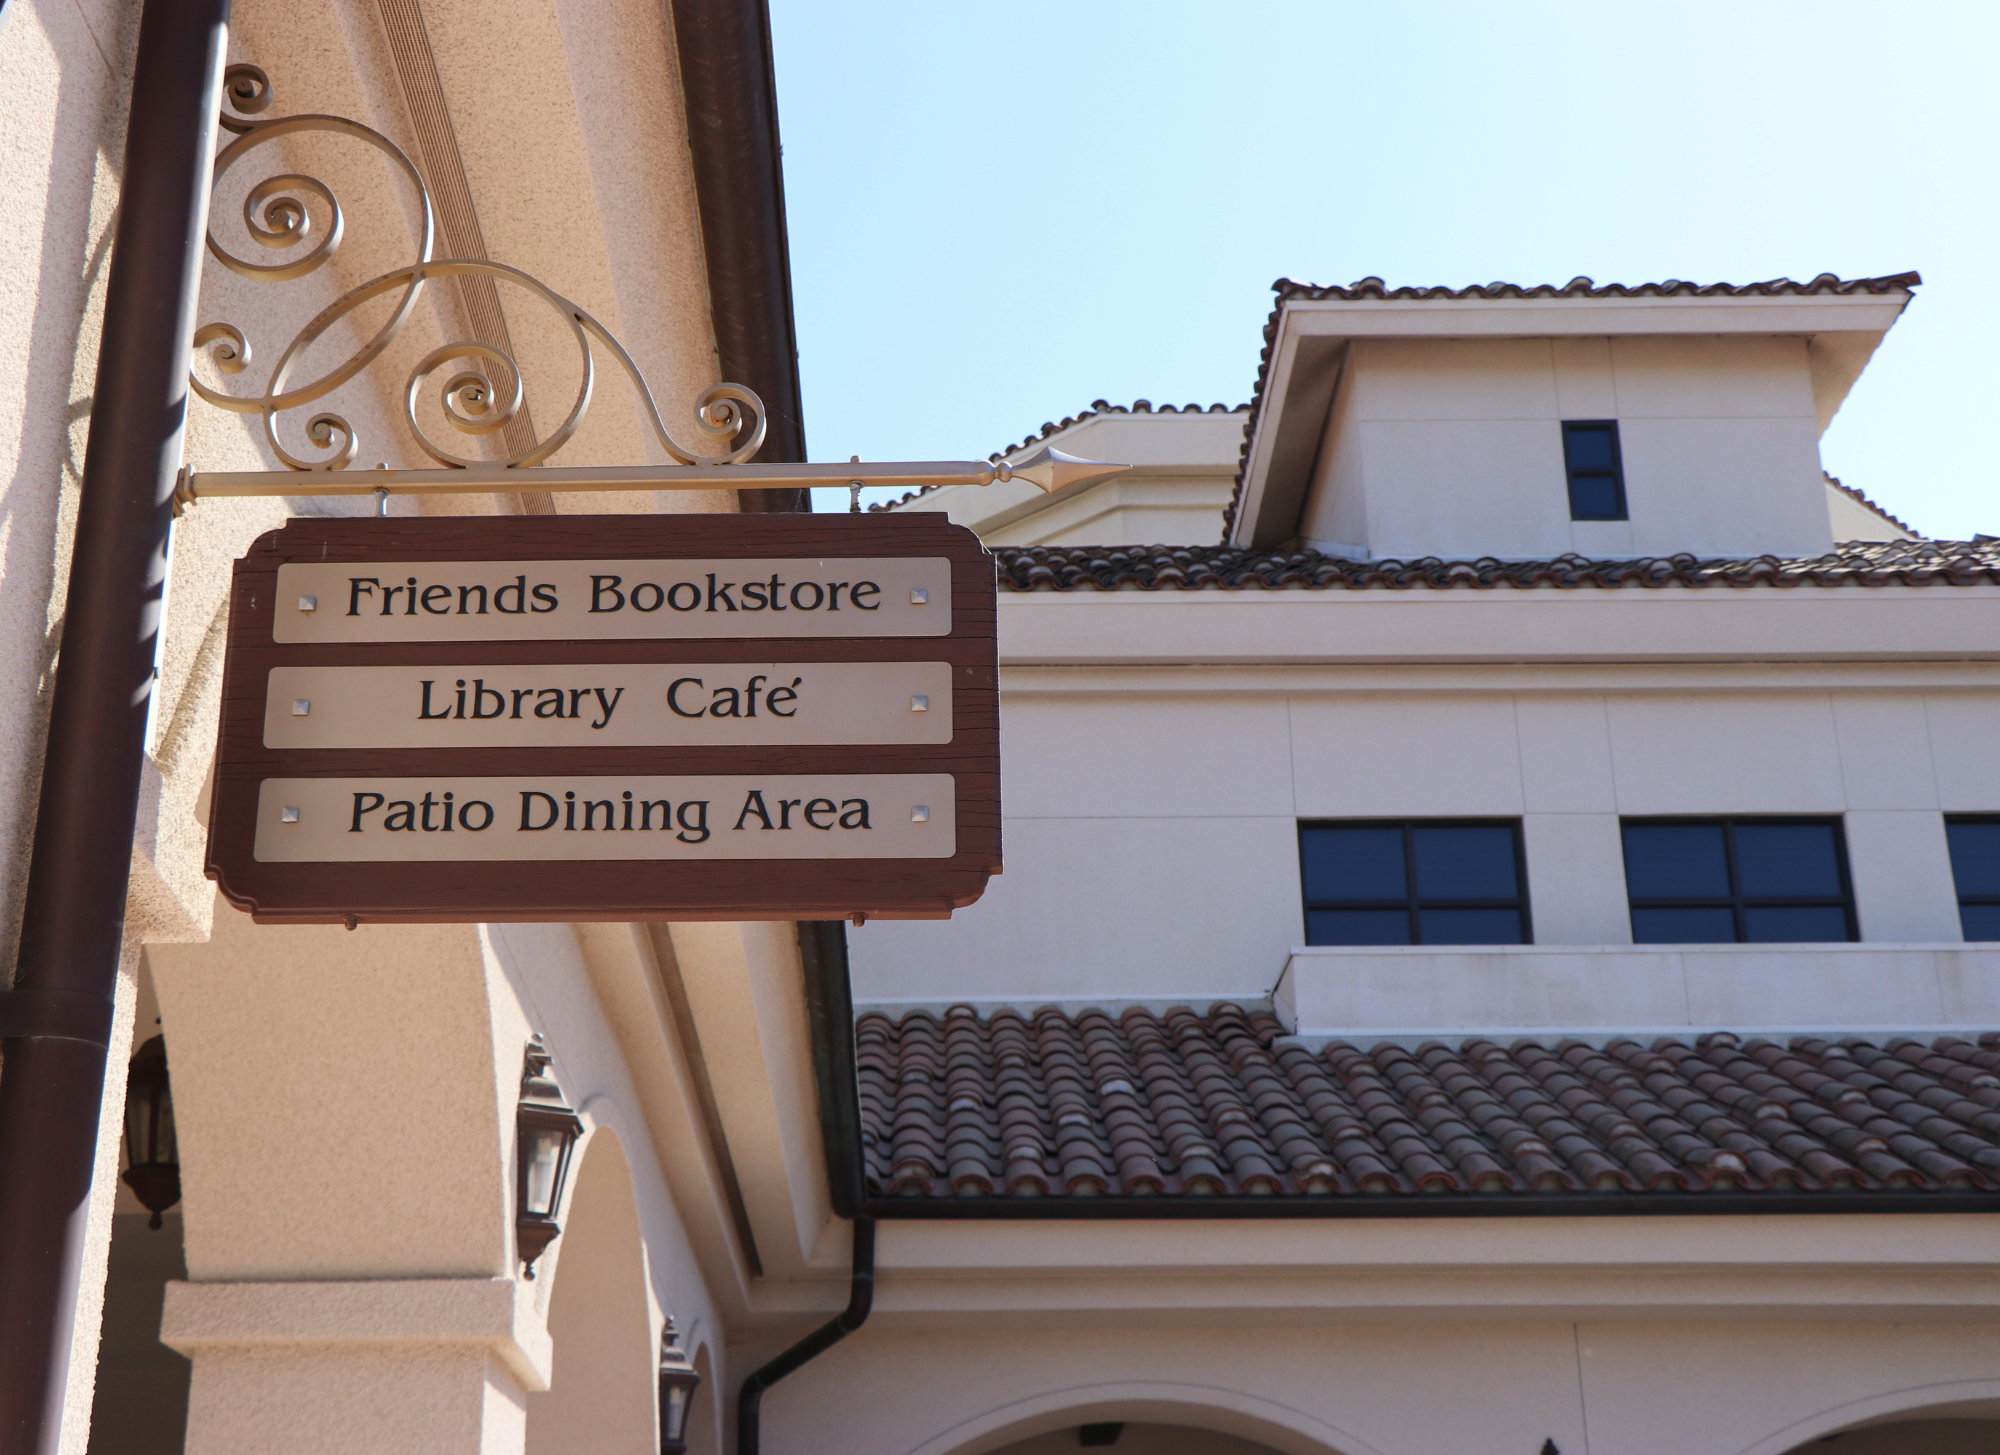 Friends Bookstore
Library Café
Patio Dining Area